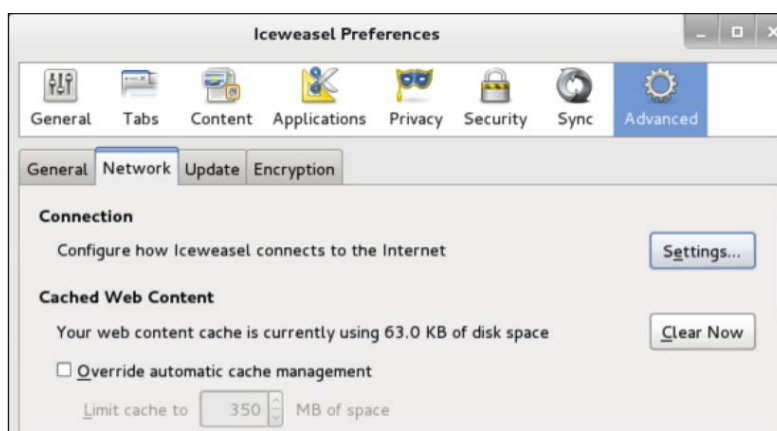 Iceweasel Preferences
General Tabs Content Applications Privacy Security Sync Advanced
General Network Update Encryption
Connection
Configure how Iceweasel connects to the Internet Settings...
Cached Web Content
Your web content cache is currently using 63.0 KB of disk space Clear Now
Override automatic cache management
Limit cache to 350 MB of space